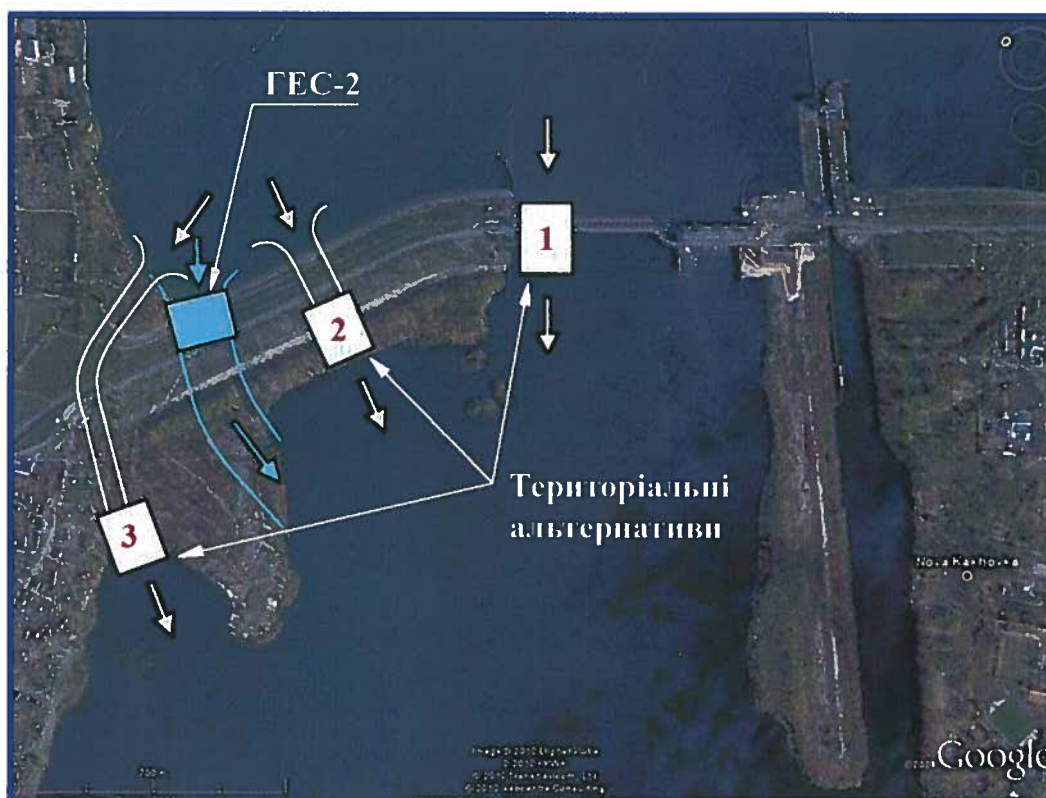 ГЕС-2
1
2
3
Територіальні
альтернативи
Nova Kakhovka
Google